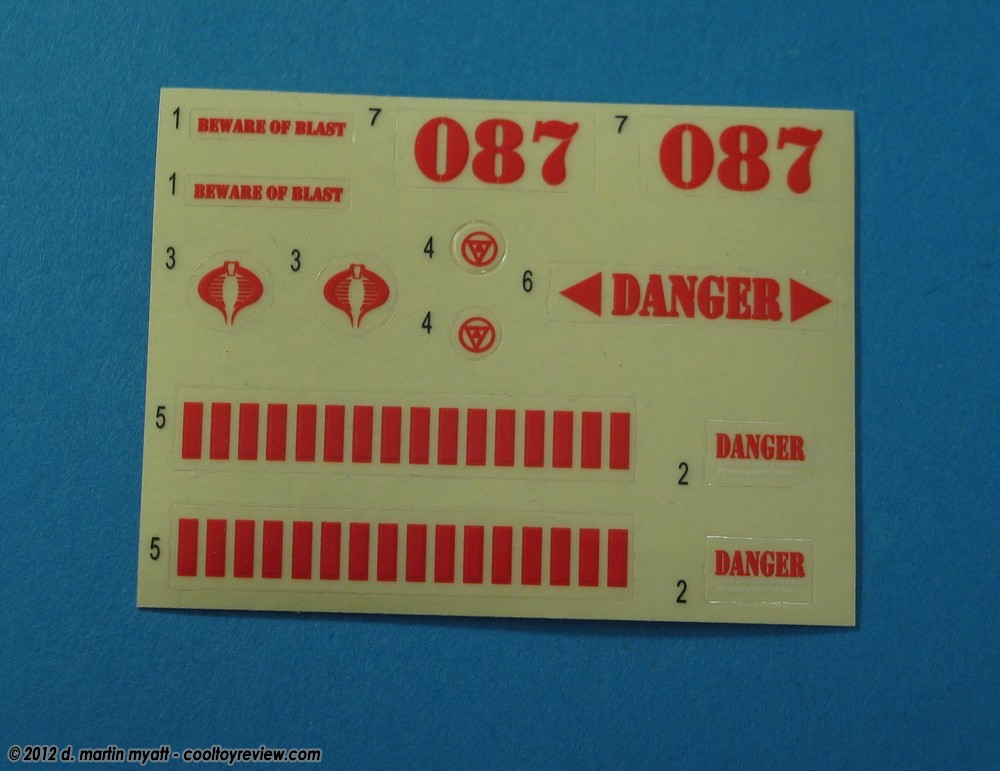 1 BEWARE OF BLAST 7 087 7 087
1 BEWARE OF BLAST
3 3 4
6 DANGER
4
5
2 DANGER
5
2 DANGER
© 2012 d. martin myatt - cooltoyreview.com